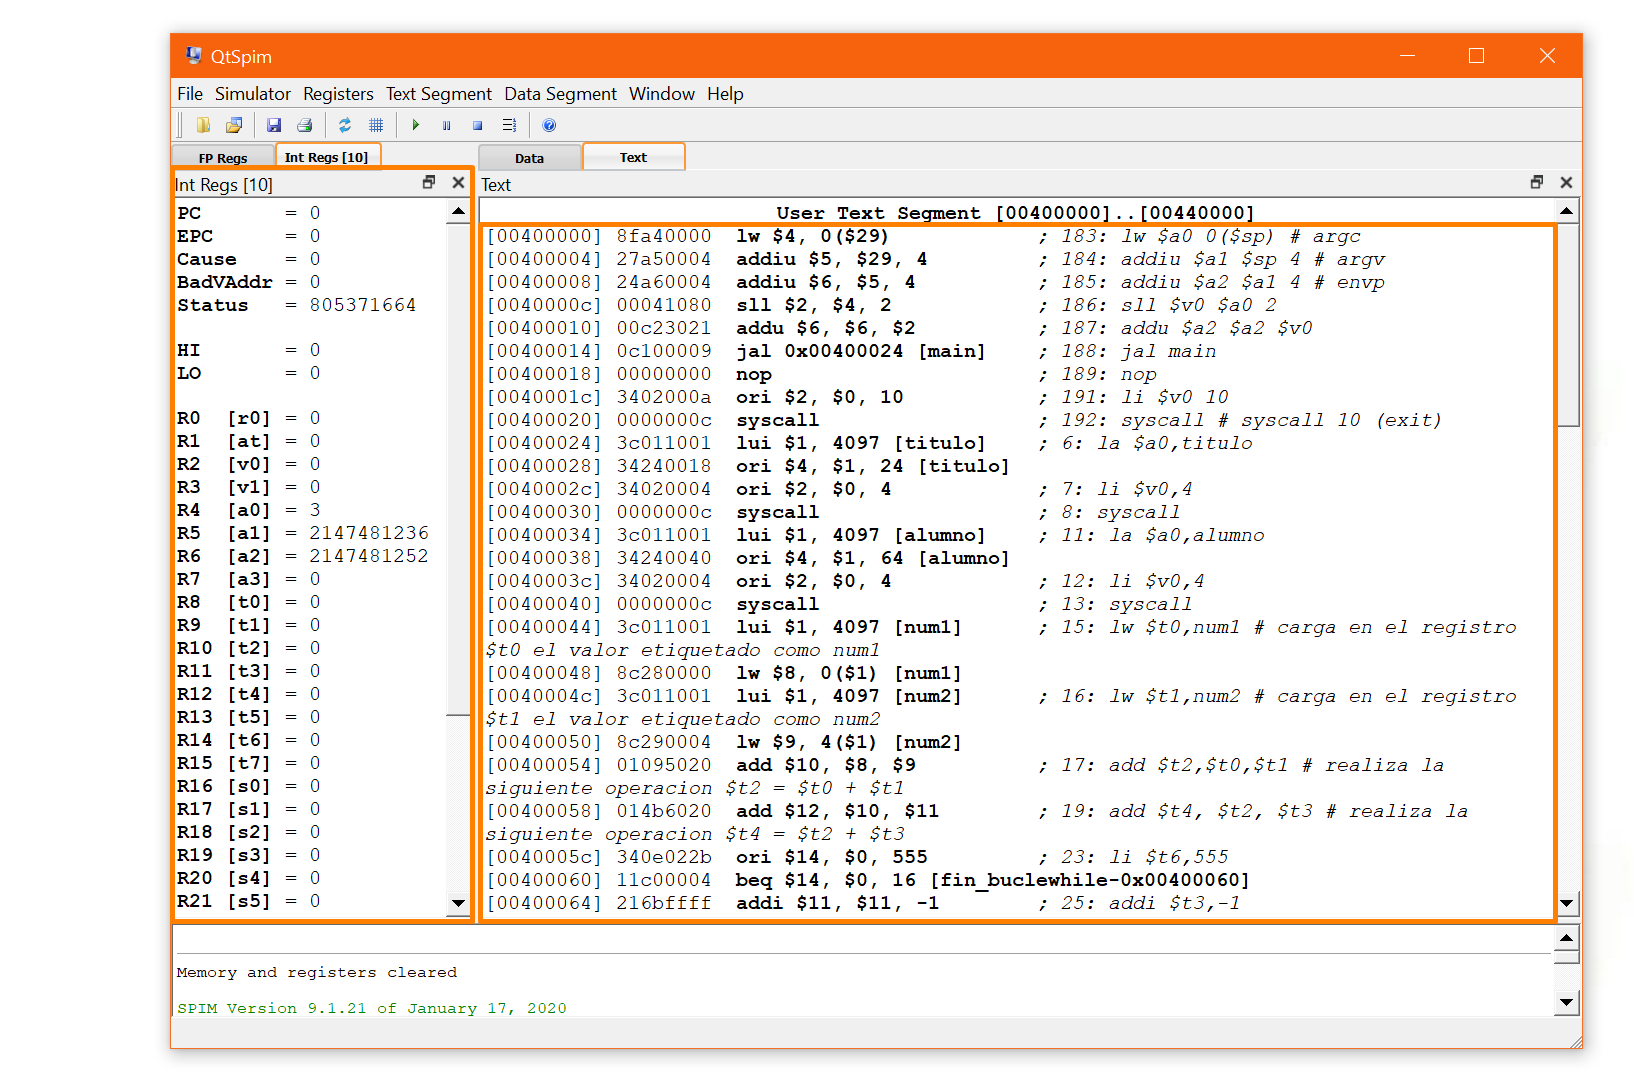 QtSpim
File Simulator Registers Text Segment Data Segment Window Help
FP Regs Int Regs [10] Data Text
Int Regs [10]
PC = 0
EPC = 0
Cause = 0
BadVAddr = 0
Status = 805371664
HI = 0
LO = 0
R0 [r0] = 0
R1 [at] = 0
R2 [v0] = 0
R3 [v1] = 0
R4 [a0] = 3
R5 [a1] = 2147481236
R6 [a2] = 2147481252
R7 [a3] = 0
R8 [t0] = 0
R9 [t1] = 0
R10 [t2] = 0
R11 [t3] = 0
R12 [t4] = 0
R13 [t5] = 0
R14 [t6] = 0
R15 [t7] = 0
R16 [s0] = 0
R17 [s1] = 0
R18 [s2] = 0
R19 [s3] = 0
R20 [s4] = 0
R21 [s5] = 0
Text
User Text Segment [00400000]..[00440000]
[00400000] 8fa40000 lw $4, 0($29) ; 183: lw $a0 0($sp) # argc
[00400004] 27a50004 addiu $5, $29, 4 ; 184: addiu $a1 $sp 4 # argv
[00400008] 24a60004 addiu $6, $5, 4 ; 185: addiu $a2 $a1 4 # envp
[0040000c] 00041080 sll $2, $4, 2 ; 186: sll $v0 $a0 2
[00400010] 00c23021 addu $6, $6, $2 ; 187: addu $a2 $a2 $v0
[00400014] 0c100009 jal 0x00400024 [main] ; 188: jal main
[00400018] 00000000 nop ; 189: nop
[0040001c] 3402000a ori $2, $0, 10 ; 191: li $v0 10
[00400020] 0000000c syscall ; 192: syscall # syscall 10 (exit)
[00400024] 3c011001 lui $1, 4097 [titulo] ; 6: la $a0,titulo
[00400028] 34240018 ori $4, $1, 24 [titulo]
[0040002c] 34020004 ori $2, $0, 4 ; 7: li $v0,4
[00400030] 0000000c syscall ; 8: syscall
[00400034] 3c011001 lui $1, 4097 [alumno] ; 11: la $a0,alumno
[00400038] 34240040 ori $4, $1, 64 [alumno]
[0040003c] 34020004 ori $2, $0, 4 ; 12: li $v0,4
[00400040] 0000000c syscall ; 13: syscall
[00400044] 3c011001 lui $1, 4097 [num1] ; 15: lw $t0,num1 # carga en el registro
$t0 el valor etiquetado como num1
[00400048] 8c280000 lw $8, 0($1) [num1]
[0040004c] 3c011001 lui $1, 4097 [num2] ; 16: lw $t1,num2 # carga en el registro
$t1 el valor etiquetado como num2
[00400050] 8c290004 lw $9, 4($1) [num2]
[00400054] 01095020 add $10, $8, $9 ; 17: add $t2,$t0,$t1 # realiza la
siguiente operacion $t2 = $t0 + $t1
[00400058] 014b6020 add $12, $10, $11 ; 19: add $t4, $t2, $t3 # realiza la
siguiente operacion $t4 = $t2 + $t3
[0040005c] 340e022b ori $14, $0, 555 ; 23: li $t6,555
[00400060] 11c00004 beq $14, $0, 16 [fin_buclewhile-0x00400060]
[00400064] 216bffff addi $11, $11, -1 ; 25: addi $t3,-1
Memory and registers cleared
SPIM Version 9.1.21 of January 17, 2020